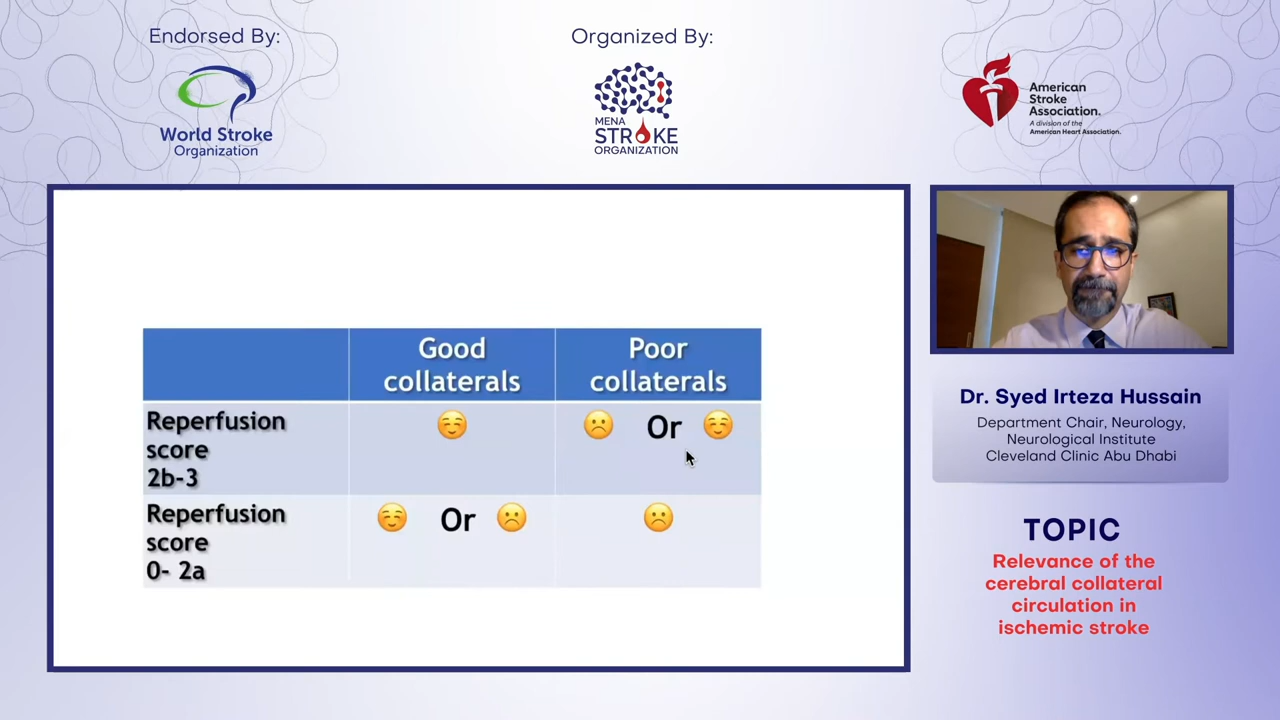 Endorsed By:
World Stroke
Organization
Organized By:
MENA
STROKE
ORGANIZATION
American
Stroke
Association.
A division of the
American Heart Association.
Good
collaterals
Poor
collaterals
Reperfusion
score
2b-3
Or
Reperfusion
score
0- 2a
Or
Dr. Syed Irteza Hussain
Department Chair, Neurology,
Neurological Institute
Cleveland Clinic Abu Dhabi
TOPIC
Relevance of the
cerebral collateral
circulation in
ischemic stroke